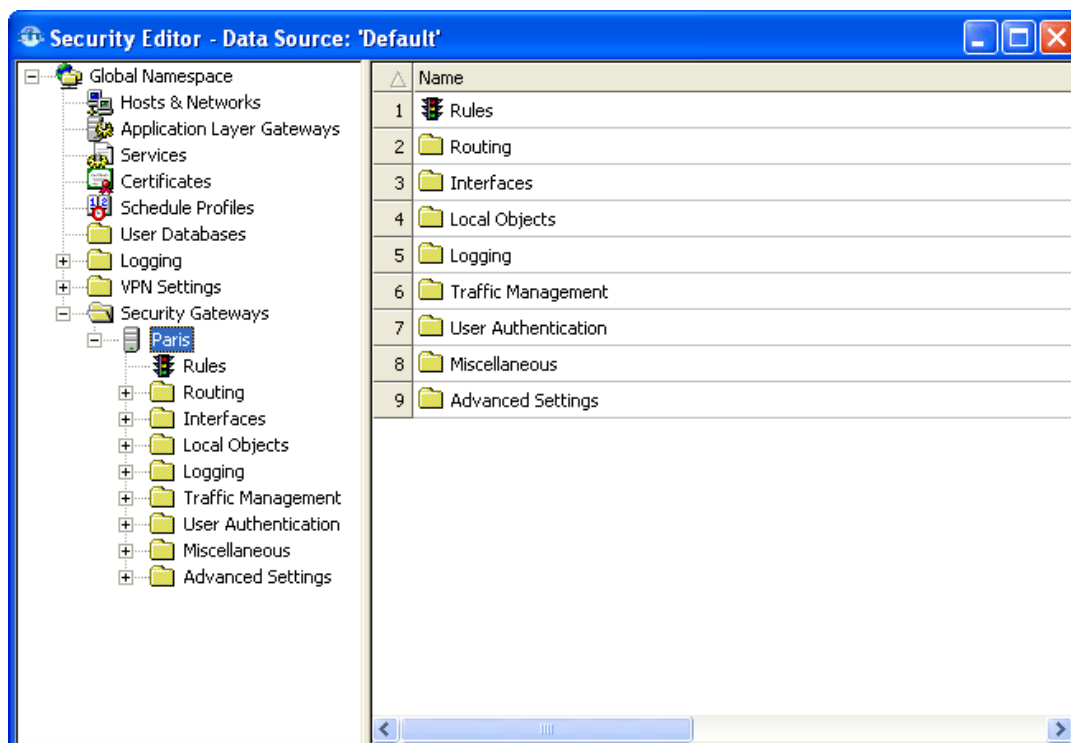 Security Editor - Data Source: 'Default'
Global Namespace
Hosts & Networks
Application Layer Gateways
Services
Certificates
Schedule Profiles
User Databases
Logging
VPN Settings
Security Gateways
Paris
Rules
Routing
Interfaces
Local Objects
Logging
Traffic Management
User Authentication
Miscellaneous
Advanced Settings
Name
1 Rules
2 Routing
3 Interfaces
4 Local Objects
5 Logging
6 Traffic Management
7 User Authentication
8 Miscellaneous
9 Advanced Settings